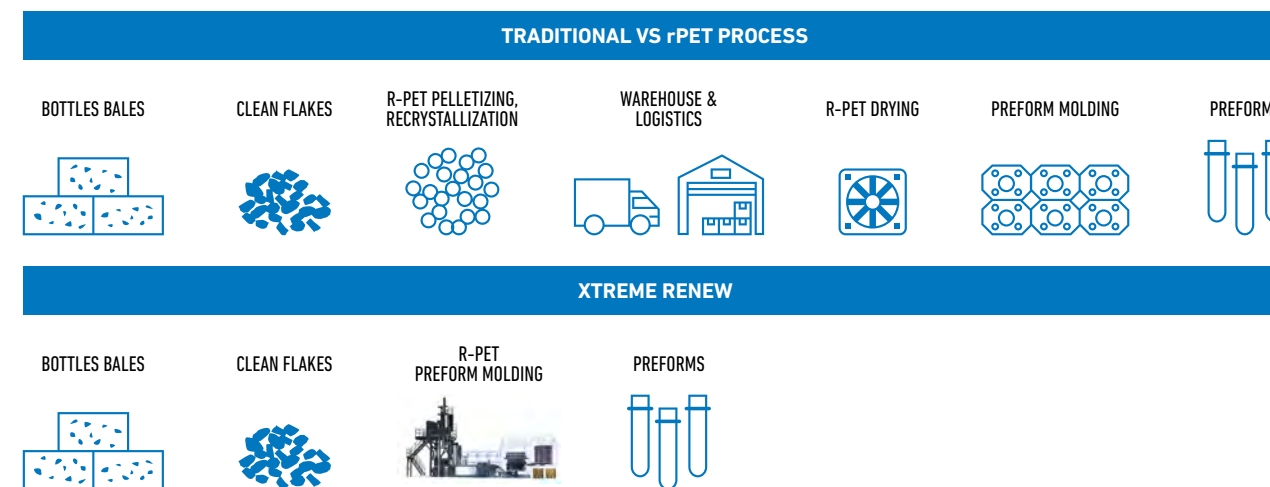 TRADITIONAL VS rPET PROCESS
BOTTLES BALES
CLEAN FLAKES
R-PET PELLETIZING,
RECRYSTALLIZATION
WAREHOUSE &
LOGISTICS
R-PET DRYING
PREFORM MOLDING
PREFORM
XTREME RENEW
BOTTLES BALES
CLEAN FLAKES
R-PET
PREFORM MOLDING
PREFORMS